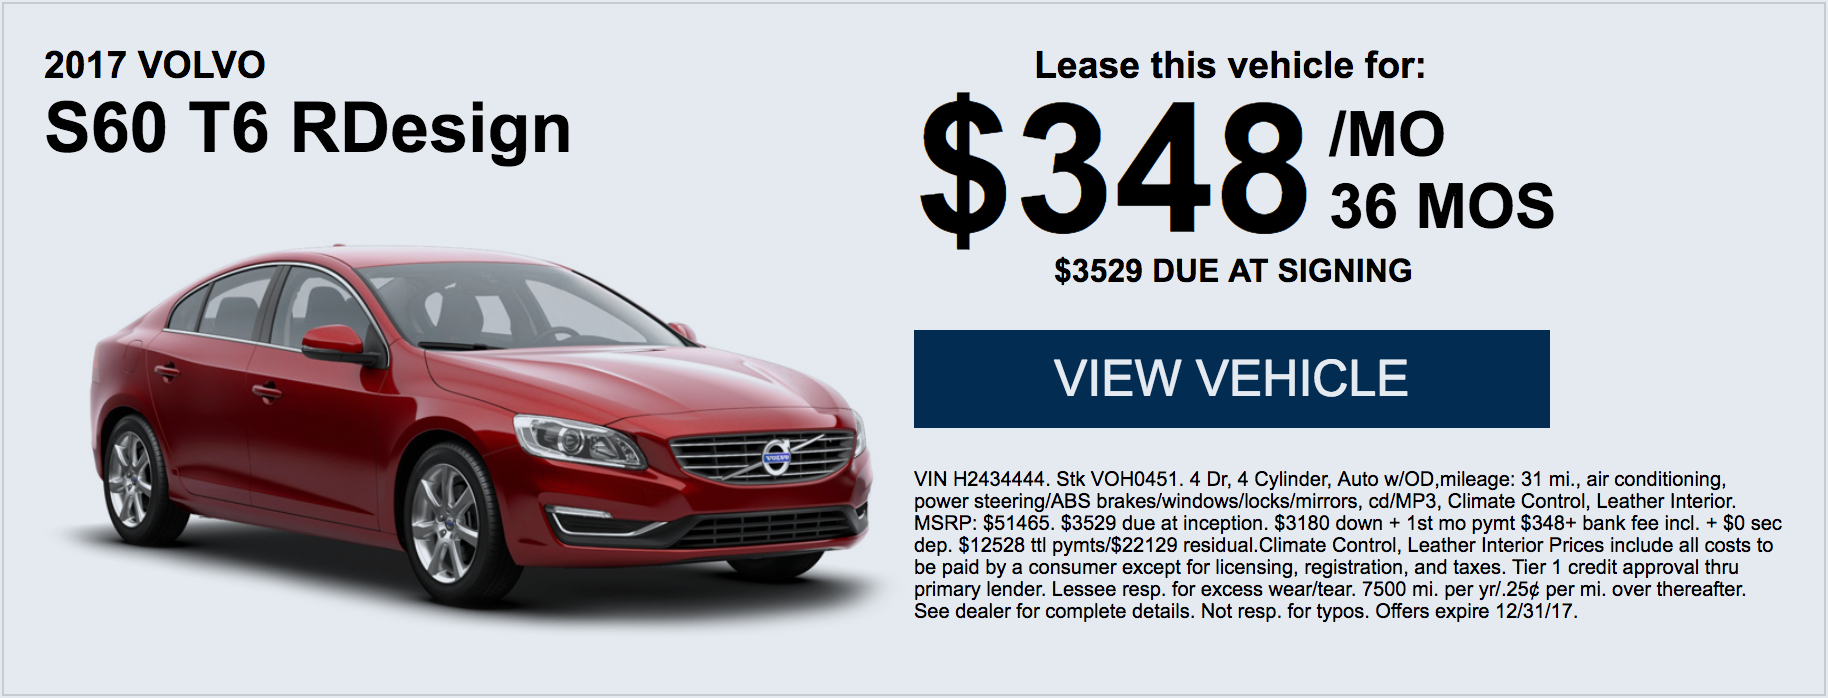 2017 VOLVO
S60 T6 RDesign
Lease this vehicle for:
$348 /MO
36 MOS
$3529 DUE AT SIGNING
VIEW VEHICLE
VOLVO
VIN H2434444. Stk VOH0451. 4 Dr, 4 Cylinder, Auto w/OD,mileage: 31 mi., air conditioning,
power steering/ABS brakes/windows/locks/mirrors, cd/MP3, Climate Control, Leather Interior.
MSRP: $51465. $3529 due at inception. $3180 down + 1st mo pymt $348+ bank fee incl. + $0 sec
dep. $12528 ttl pymts/$22129 residual.Climate Control, Leather Interior Prices include all costs to
be paid by a consumer except for licensing, registration, and taxes. Tier 1 credit approval thru
primary lender. Lessee resp. for excess wear/tear. 7500 mi. per yr/.25¢ per mi. over thereafter.
See dealer for complete details. Not resp. for typos. Offers expire 12/31/17.